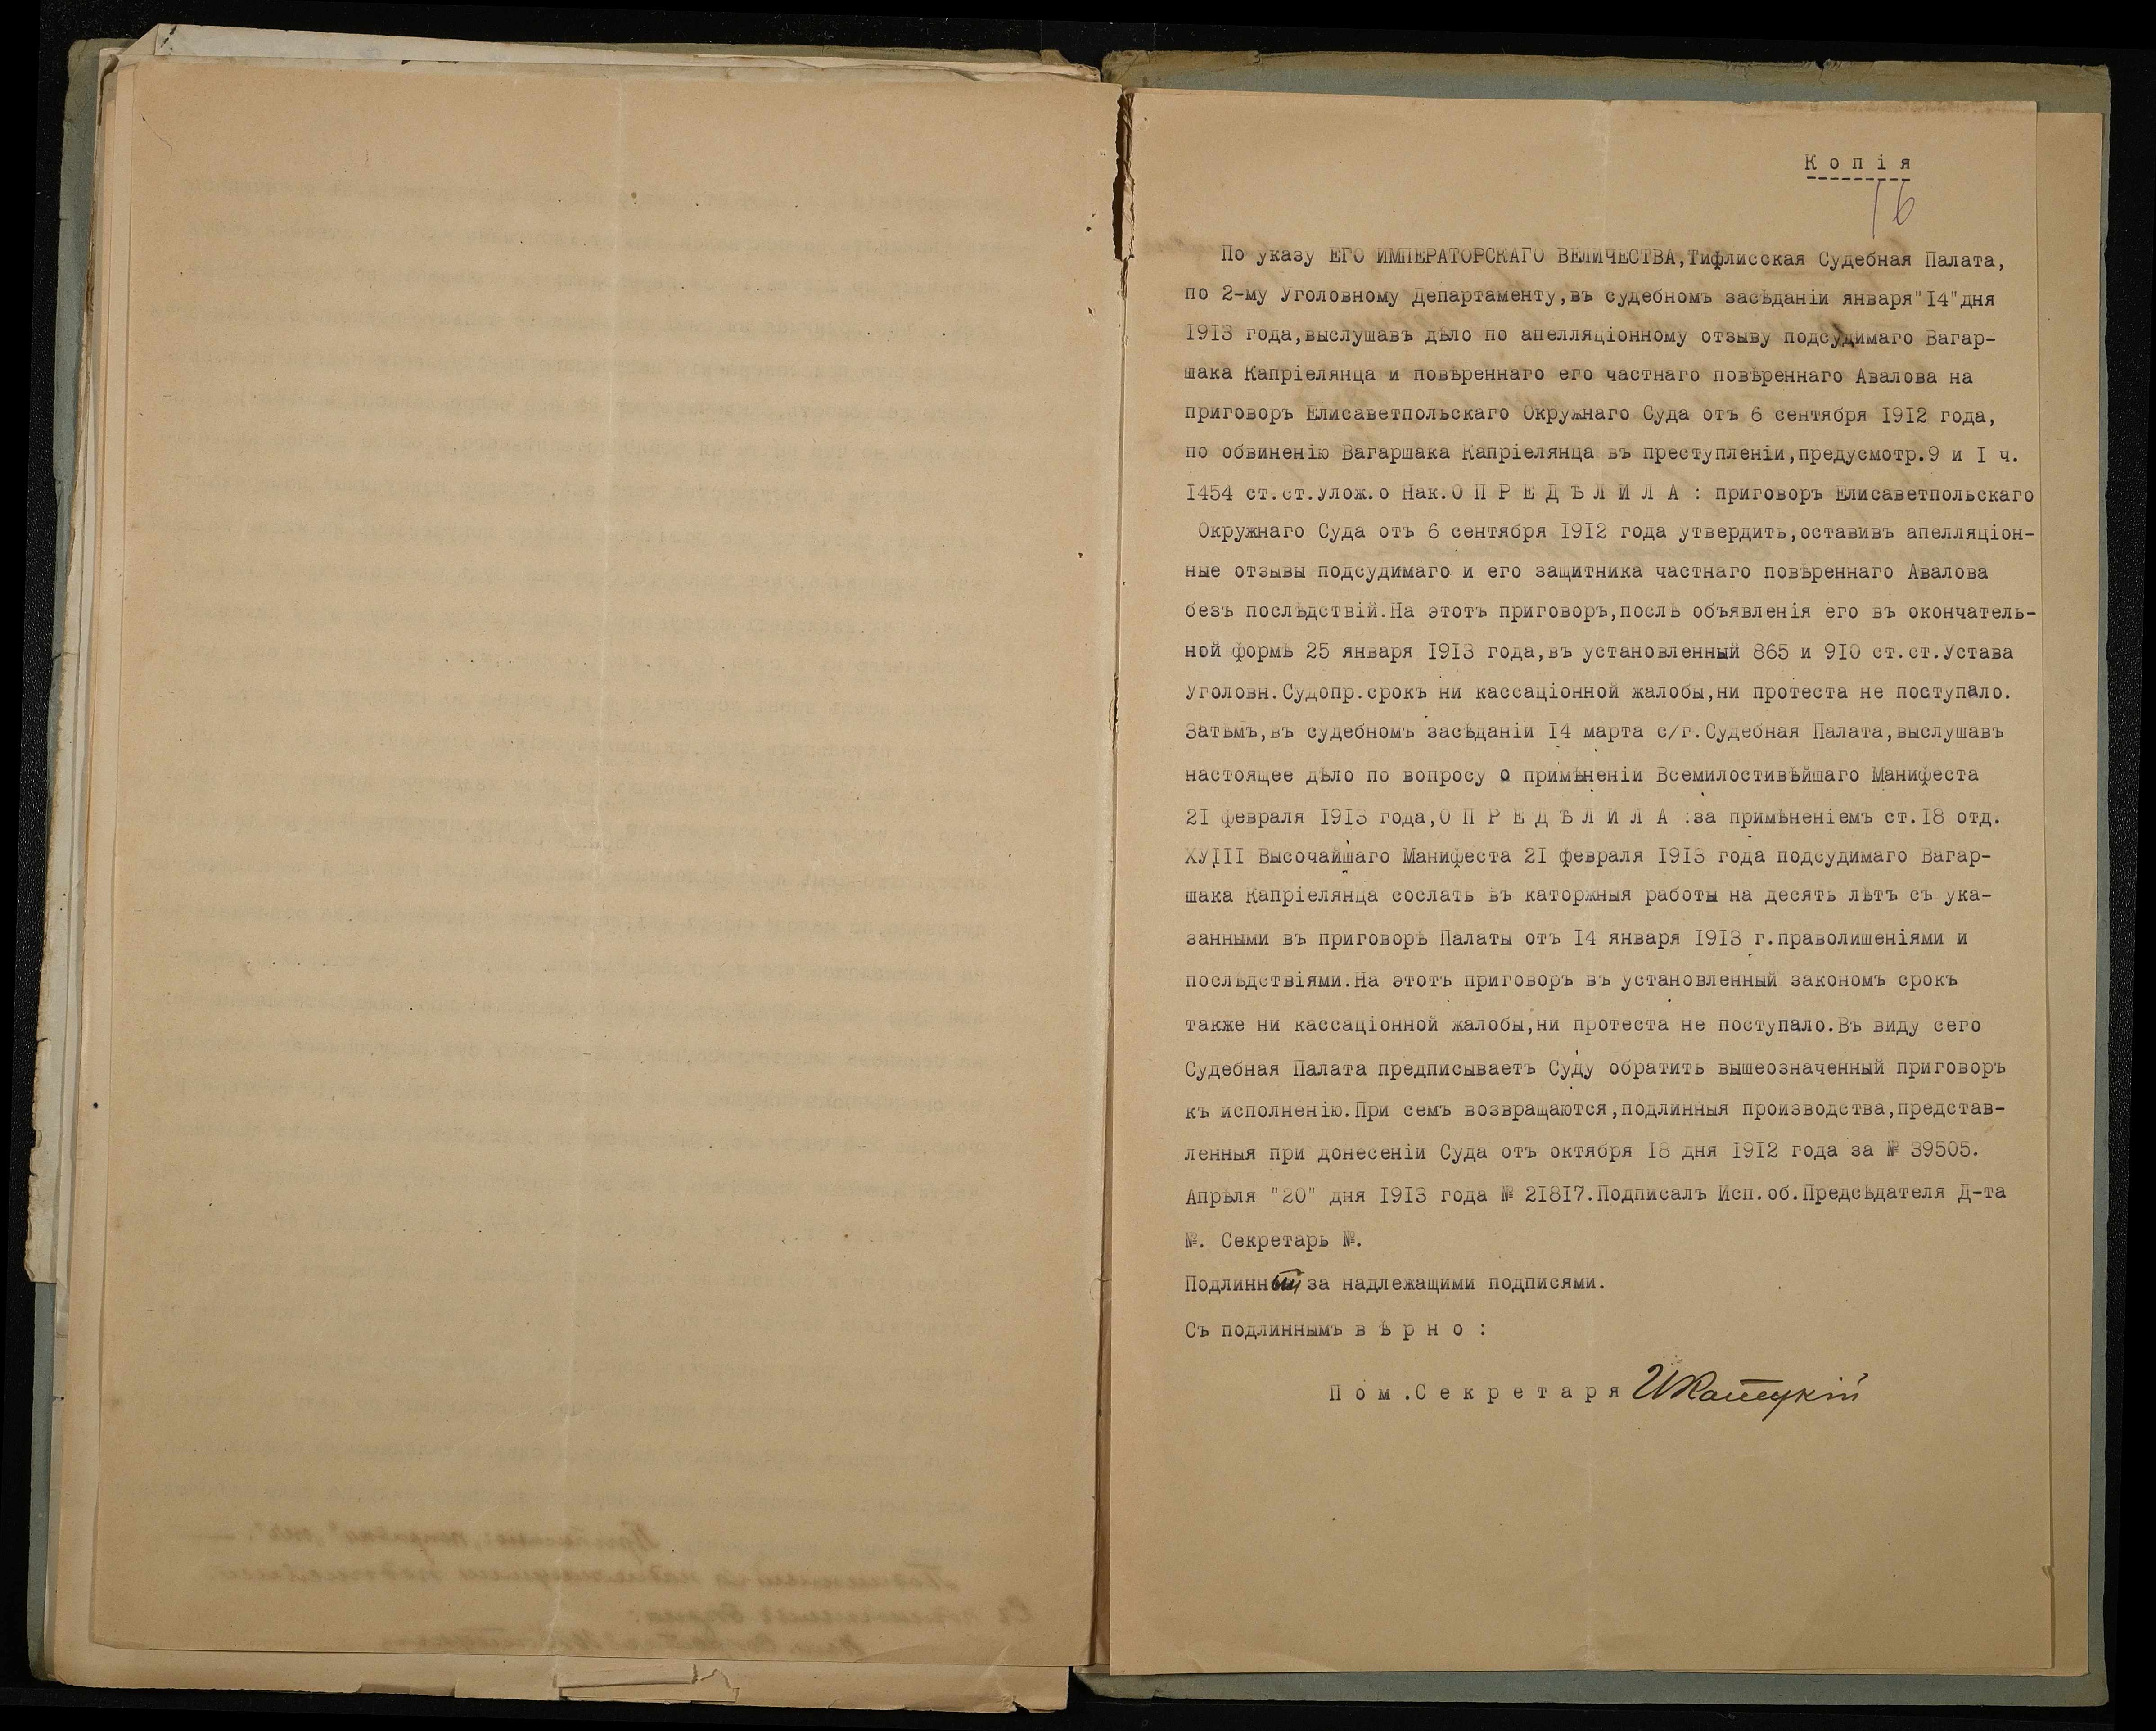 К о п і я
16
По указу ЕГО ИМПЕРАТОРСКАГО ВЕЛИЧЕСТВА,Тифлисская Судебная Палата,
по 2-му Уголовному Департаменту,въ судебномъ засѣданіи января"14"дня
1913 года,выслушавъ дѣло по апелляціонному отзыву подсудимаго Вагар-
шака Капріелянца и повѣреннаго его частнаго повѣреннаго Авалова на
приговоръ Елисаветпольскаго Окружнаго Суда отъ 6 сентября 1912 года,
по обвиненію Вагаршака Капріелянца въ преступленіи,предусмотр.9 и I ч.
1454 ст.ст.Улож.о Нак.О П Р Е Д Ѣ Л И Л А : приговоръ Елисаветпольскаго
Окружнаго Суда отъ 6 сентября 1912 года утвердить,оставивъ апелляціон-
ные отзывы подсудимаго и его защитника частнаго повѣреннаго Авалова
безъ послѣдствій.На этотъ приговоръ,послѣ объявленія его въ окончатель-
ной формѣ 25 января 1913 года,въ установленный 865 и 910 ст.ст.Устава
Уголовн.Судопр.срокъ ни кассаціонной жалобы,ни протеста не поступало.
Затѣмъ,въ судебномъ засѣданіи 14 марта с/г.Судебная Палата,выслушавъ
настоящее дѣло по вопросу о примѣненіи Всемилостивѣйшаго Манифеста
21 февраля 1913 года,О П Р Е Д Ѣ Л И Л А :за примѣненіемъ ст.18 отд.
ХУIII Высочайшаго Манифеста 21 февраля 1913 года подсудимаго Вагар-
шака Капріелянца сослать въ каторжныя работы на десять лѣтъ съ ука-
занными въ приговорѣ Палаты отъ 14 января 1913 г.праволишеніями и
послѣдствіями.На этотъ приговоръ въ установленный закономъ срокъ
также ни кассаціонной жалобы,ни протеста не поступало.Въ виду сего
Судебная Палата предписываетъ Суду обратить вышеозначенный приговоръ
къ исполненію.При семъ возвращаются,подлинныя производства,представ-
ленныя при донесеніи Суда отъ октября 18 дня 1912 года за № 39505.
Апрѣля "20" дня 1913 года № 21817.Подписалъ Исп.об.Предсѣдателя Д-та
№. Секретарь №.
Подлинный за надлежащими подписями.
Съ подлиннымъ в ѣ р н о :
П о м .С е к р е т а р я